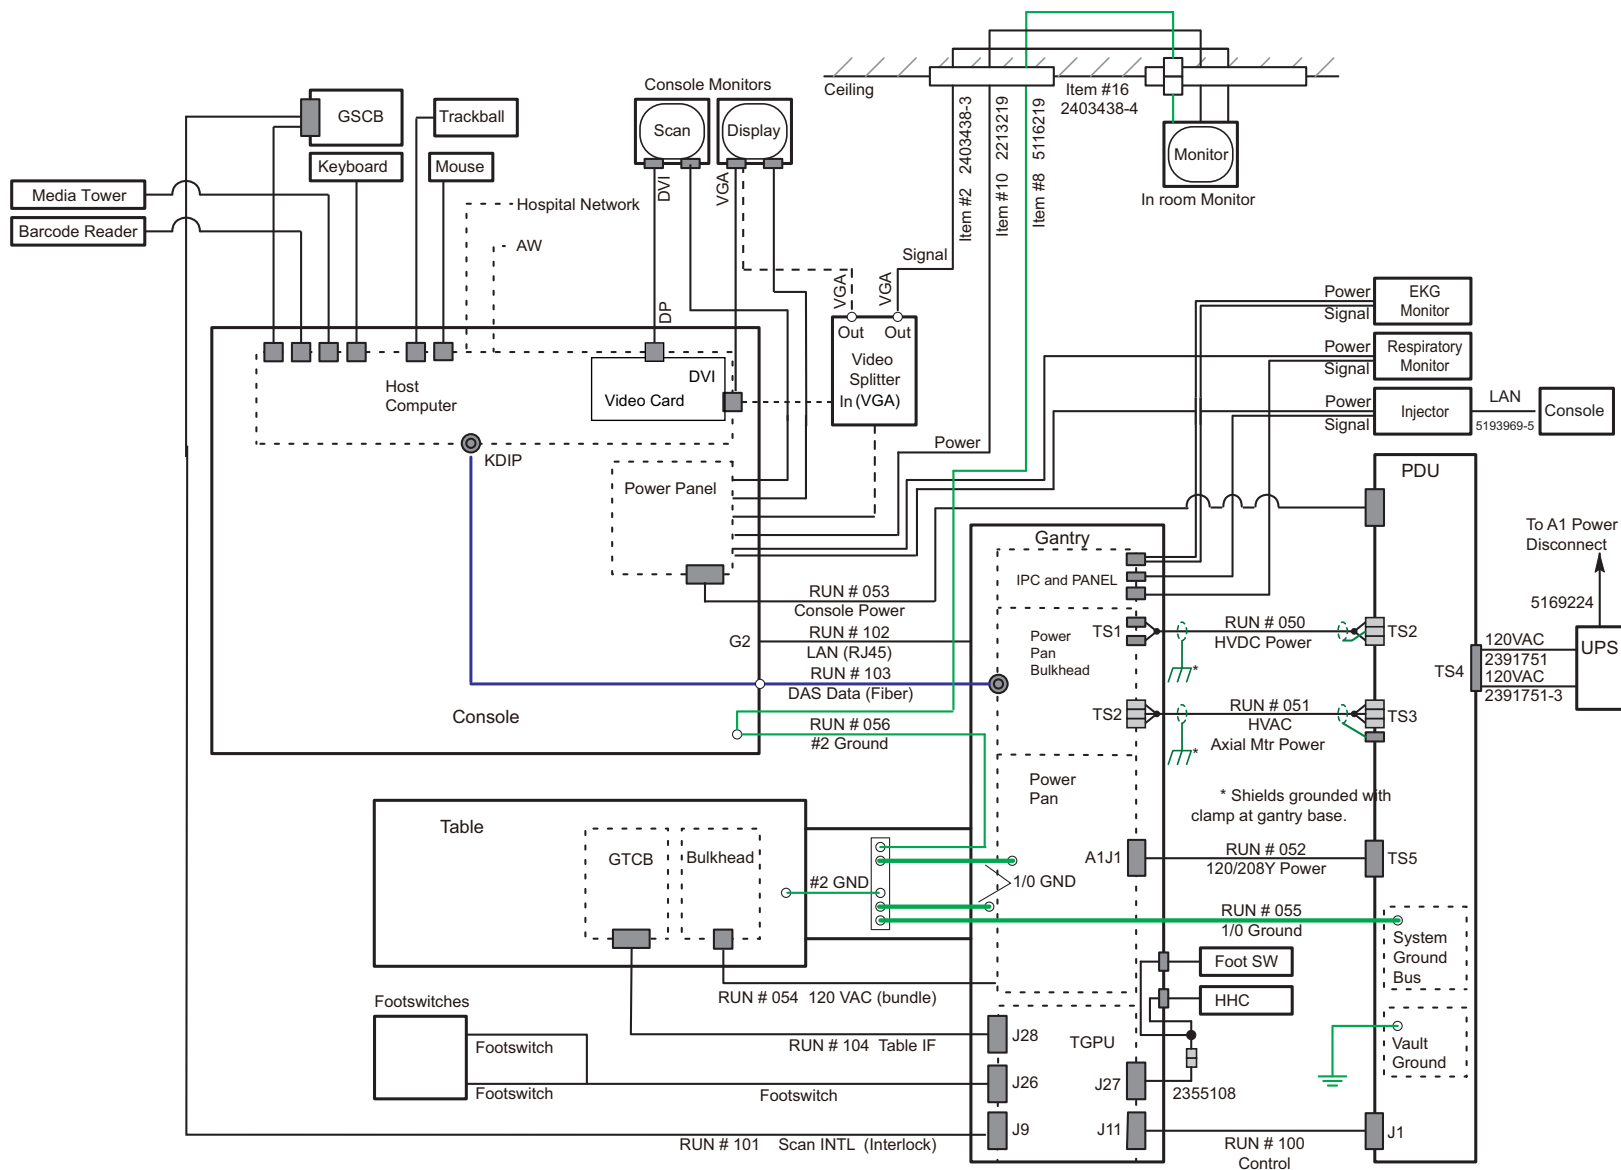 Console Monitors
Ceiling
Item #16
2403438-4
GSCB
Trackball
Scan
Display
Keyboard
Mouse
Monitor
In room Monitor
Media Tower
Barcode Reader
Hospital Network
AW
DVI
VGA
DP
Item #2 2403438-3
Item #10 2213219
Item #8 5116219
Signal
VGA
VGA
Out
Out
Video
Splitter
In (VGA)
Power
Signal
EKG
Monitor
Power
Signal
Respiratory
Monitor
Power
Signal
Injector
LAN
5193969-5
Console
Host
Computer
DVI
Video Card
KDIP
Power Panel
Power
PDU
Gantry
IPC and PANEL
To A1 Power
Disconnect
5169224
UPS
120VAC
2391751
120VAC
2391751-3
TS4
RUN # 053
Console Power
G2
RUN # 102
LAN (RJ45)
RUN # 103
DAS Data (Fiber)
Console
RUN # 056
#2 Ground
TS1
Power
Pan
Bulkhead
RUN # 050
HVDC Power
TS2
*
TS2
RUN # 051
HVAC
Axial Mtr Power
TS3
*
Power
Pan
* Shields grounded with
clamp at gantry base.
Table
GTCB
Bulkhead
#2 GND
1/0 GND
A1J1
RUN # 052
120/208Y Power
TS5
RUN # 055
1/0 Ground
System
Ground
Bus
Foot SW
HHC
RUN # 054 120 VAC (bundle)
Footswitches
Footswitch
Footswitch
Footswitch
RUN # 104 Table IF
J28
TGPU
J26
J27
2355108
Vault
Ground
J9
J11
RUN # 101 Scan INTL (Interlock)
RUN # 100
Control
J1